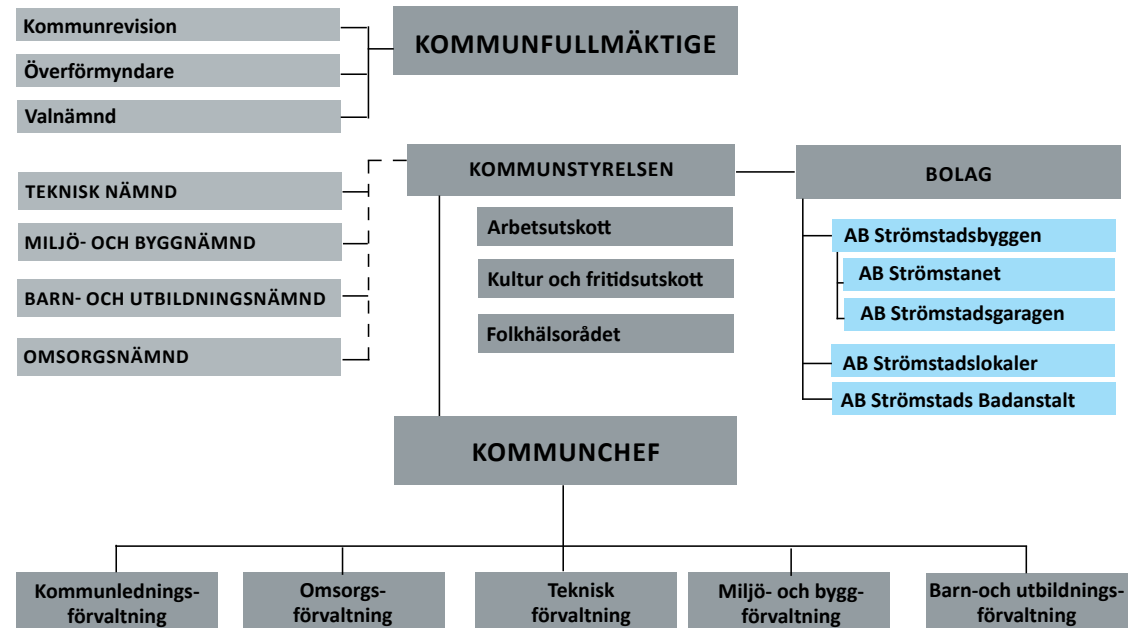 Kommunrevision
Överförmyndare
Valnämnd
KOMMUNFULLMÄKTIGE
TEKNISK NÄMND
MILJÖ- OCH BYGGNÄMND
BARN- OCH UTBILDNINGSNÄMND
OMSORGSNÄMND
KOMMUNSTYRELSEN
Arbetsutskott
Kultur och fritidsutskott
Folkhälsorådet
BOLAG
AB Strömstadsbyggen
AB Strömstanet
AB Strömstadsgaragen
AB Strömstadslokaler
AB Strömstads Badanstalt
KOMMUNCHEF
Kommunlednings-
förvaltning
Omsorgs-
förvaltning
Teknisk
förvaltning
Miljö- och bygg-
förvaltning
Barn-och utbildnings-
förvaltning